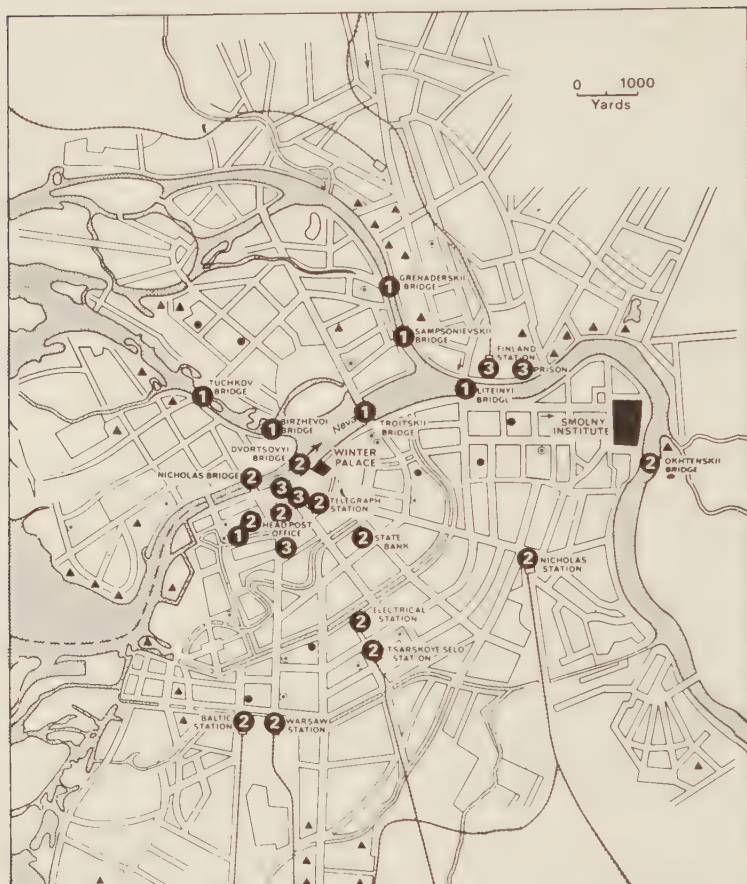 0 1000
Yards
1
GRENADERSKII
BRIDGE
1
SAMPSONIEVSKII
BRIDGE
FINLAND
STATION
3
3
PRISON
1
LITEINYI
BRIDGE
TUCHKOV
BRIDGE
1
1
BIRZHEVOI
BRIDGE
Neva
1
TROITSKII
BRIDGE
SMOLNY
INSTITUTE
DVORTSOVYI
BRIDGE
2
WINTER
PALACE
NICHOLAS BRIDGE
2
2
OKHTENSKII
BRIDGE
3
3
2
TELEGRAPH
STATION
2
2
HEAD POST
OFFICE
1
3
2
STATE
BANK
2
NICHOLAS
STATION
2
ELECTRICAL
STATION
2
TSARSKOYE SELO
STATION
BALTIC
STATION
2
2
WARSAW
STATION